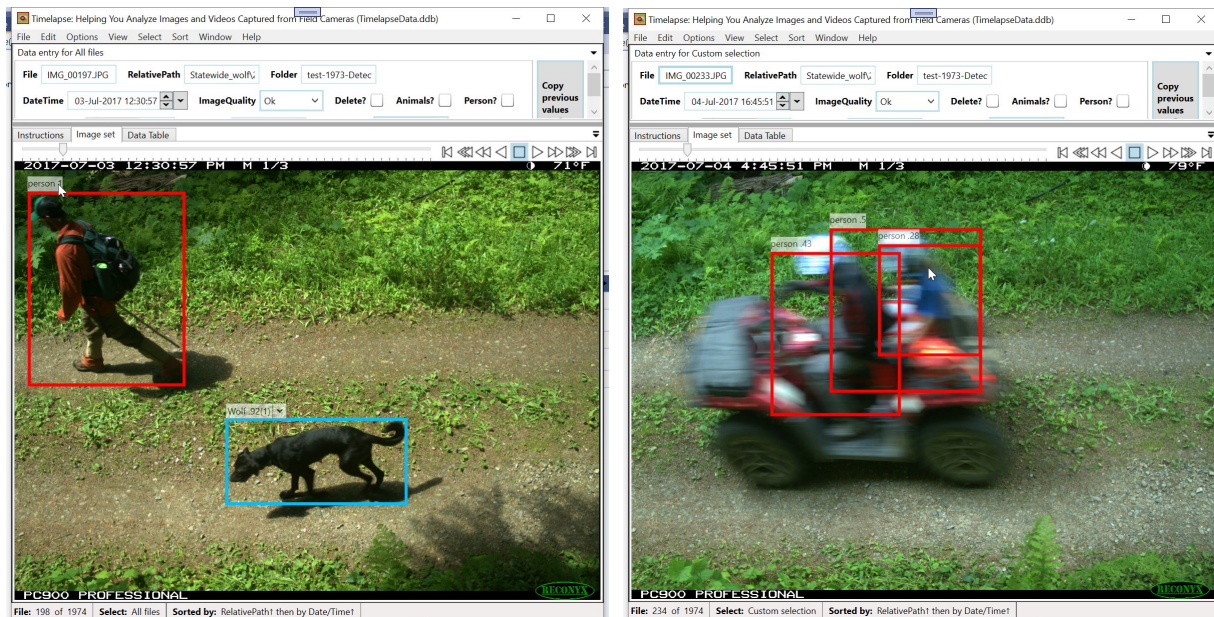 Timelapse: Helping You Analyze Images and Videos Captured from Field Cameras (TimelapseData.ddb)
File Edit Options View Select Sort Window Help
Data entry for All files
File IMG_00197.JPG RelativePath Statewide_wolf\; Folder test-1973-Detec
Copy previous values
DateTime 03-Jul-2017 12:30:57 ImageQuality Ok Delete? Animals? Person?
Instructions Image set Data Table
2017-07-03 12:30:57 PM M 1/3 71°F
person 1
Wolf .92(1)
PC900 PROFESSIONAL RECONYX
File: 198 of 1974 Select: All files Sorted by: RelativePath↑ then by Date/Time↑
Timelapse: Helping You Analyze Images and Videos Captured from Field Cameras (TimelapseData.ddb)
File Edit Options View Select Sort Window Help
Data entry for Custom selection
File IMG_00233.JPG RelativePath Statewide_wolf\; Folder test-1973-Detec
Copy previous values
DateTime 04-Jul-2017 16:45:51 ImageQuality Ok Delete? Animals? Person?
Instructions Image set Data Table
2017-07-04 4:45:51 PM M 1/3 79°F
person .5
person .43
person .28
PC900 PROFESSIONAL RECONYX
File: 234 of 1974 Select: Custom selection Sorted by: RelativePath↑ then by Date/Time↑